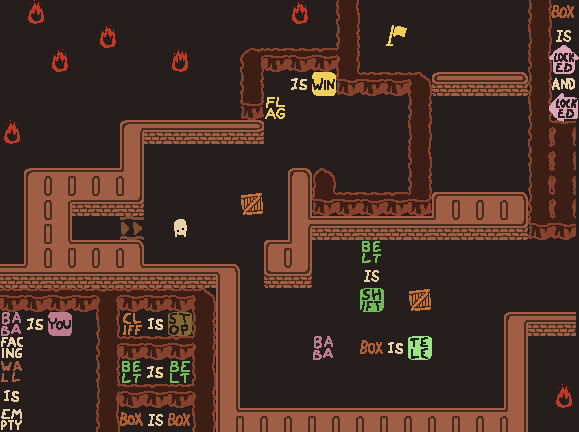 BOX
IS
LOCKED
AND
LOCKED
IS WIN
FLAG
BELT
IS
SHIFT
BABA IS YOU
FACING
WALL
IS
EMPTY
CLIFF IS STOP
BELT IS BELT
BOX IS BOX
BABA
BOX IS TELE